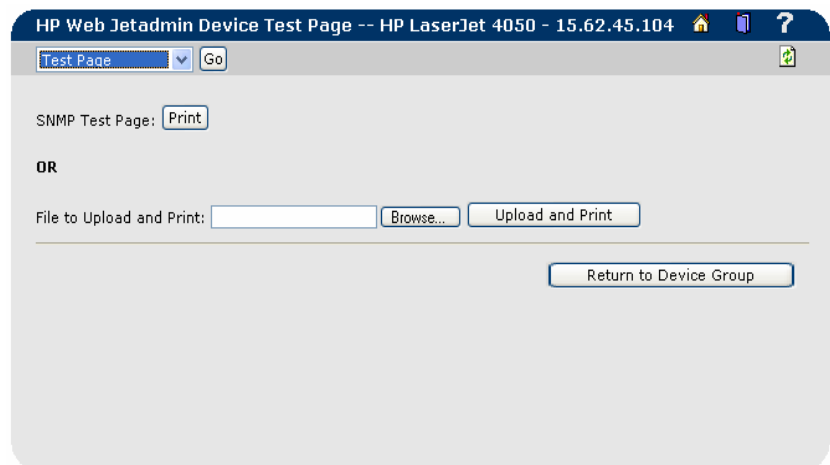 HP Web Jetadmin Device Test Page -- HP LaserJet 4050 - 15.62.45.104 ?
Test Page Go
SNMP Test Page: Print
OR
File to Upload and Print: Browse... Upload and Print
Return to Device Group